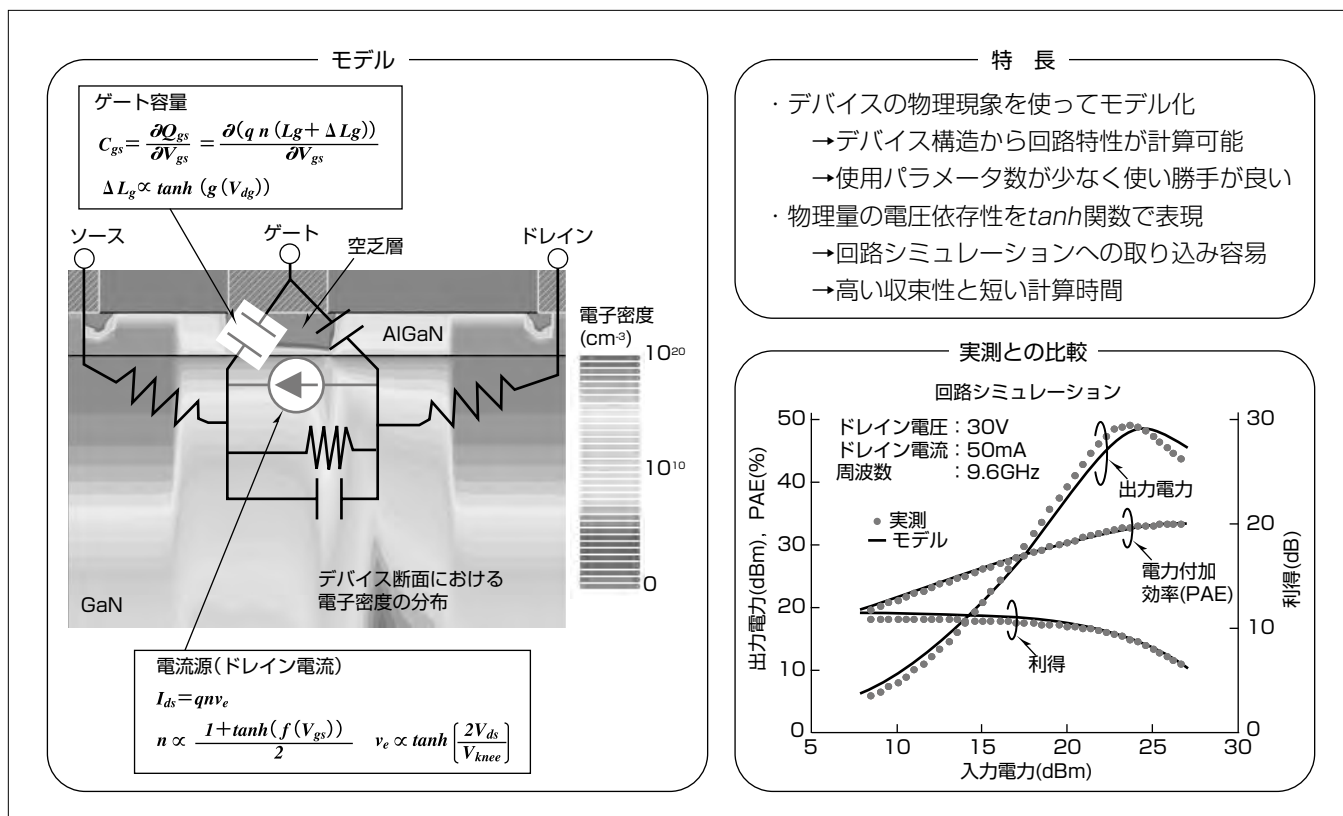 モデル
ゲート容量
C_gs = ∂Q_gs/∂V_gs = ∂(q n (Lg + ΔLg))/∂V_gs
ΔL_g ∝ tanh (g(V_dg))
ソース
ゲート
空乏層
ドレイン
AlGaN
電子密度
(cm⁻³)
10²⁰
10¹⁰
0
デバイス断面における
電子密度の分布
GaN
電流源(ドレイン電流)
I_ds=qnv_e
n ∝ 1+tanh(f(V_gs))/2 v_e ∝ tanh [2V_ds/V_knee]
特 長
・デバイスの物理現象を使ってモデル化
→デバイス構造から回路特性が計算可能
→使用パラメータ数が少なく使い勝手が良い
・物理量の電圧依存性をtanh関数で表現
→回路シミュレーションへの取り込み容易
→高い収束性と短い計算時間
実測との比較
回路シミュレーション
ドレイン電圧：30V
ドレイン電流：50mA
周波数：9.6GHz
実測
モデル
出力電力
電力付加
効率(PAE)
利得
出力電力(dBm)，PAE(%)
50
40
30
20
10
0
利得(dB)
30
20
10
0
5 10 15 20 25 30
入力電力(dBm)